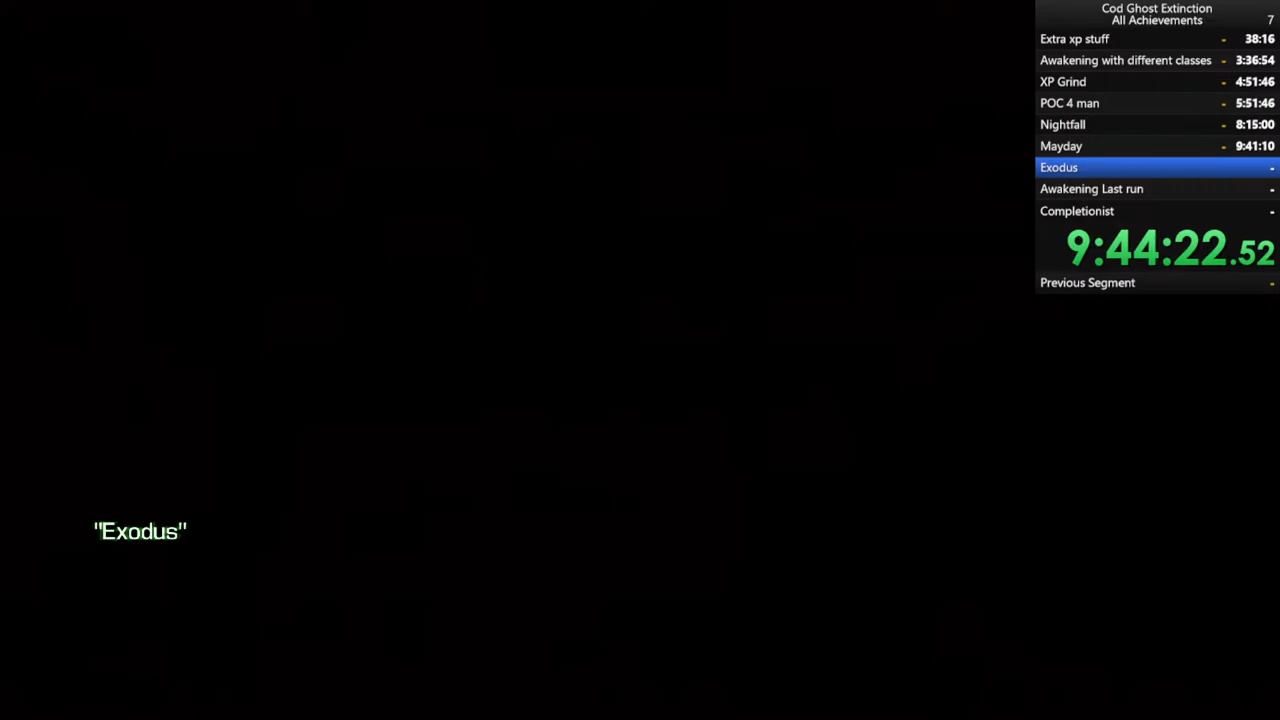 Cod Ghost Extinction
All Achievements 7
Extra xp stuff - 38:16
Awakening with different classes - 3:36:54
XP Grind - 4:51:46
POC 4 man - 5:51:46
Nightfall - 8:15:00
Mayday - 9:41:10
Exodus -
Awakening Last run -
Completionist -
9:44:22.52
Previous Segment -
"Exodus"